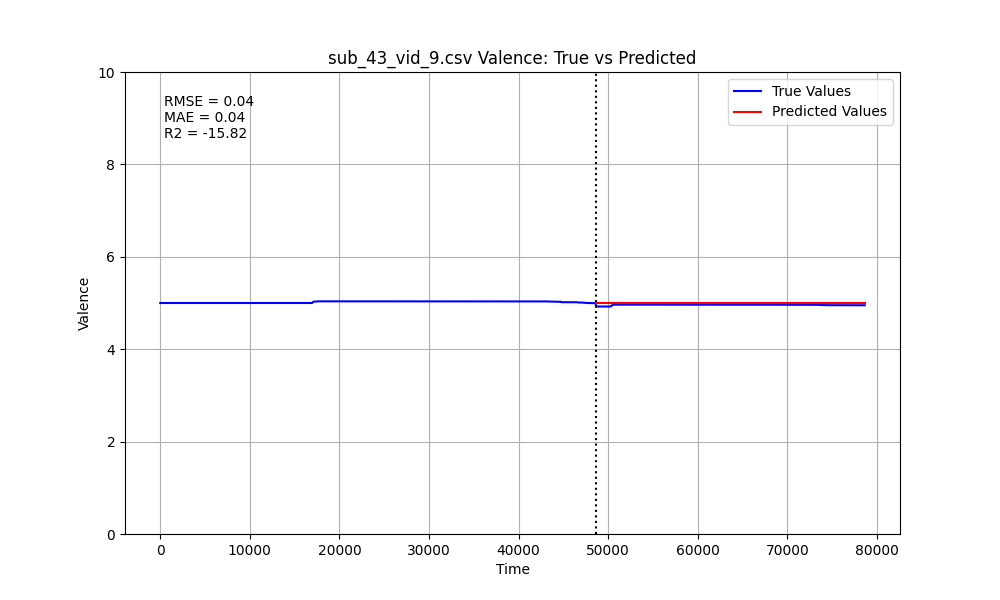 sub_43_vid_9.csv Valence: True vs Predicted
RMSE = 0.04
MAE = 0.04
R2 = -15.82
True Values
Predicted Values
10
8
6
4
2
0
Valence
0 10000 20000 30000 40000 50000 60000 70000 80000
Time